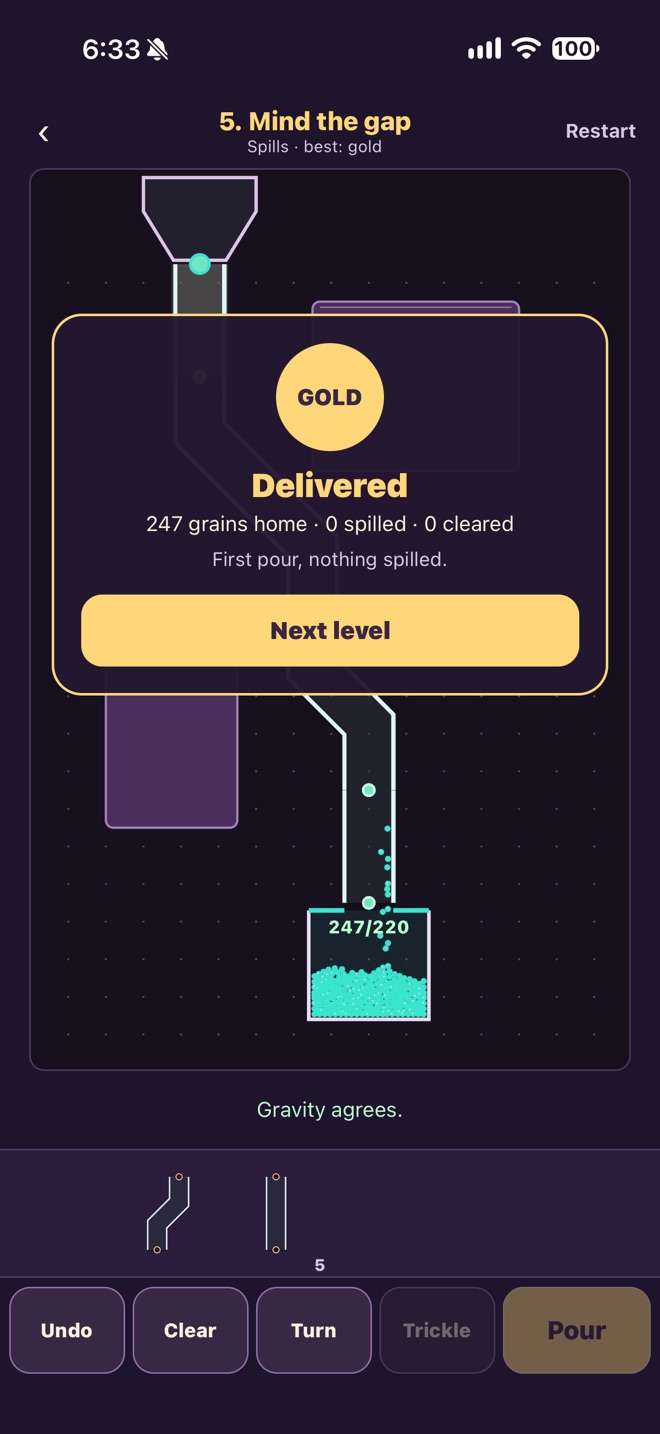 6:33
100
‹
5. Mind the gap
Restart
Spills · best: gold
GOLD
Delivered
247 grains home · 0 spilled · 0 cleared
First pour, nothing spilled.
Next level
247/220
Gravity agrees.
5
Undo
Clear
Turn
Trickle
Pour